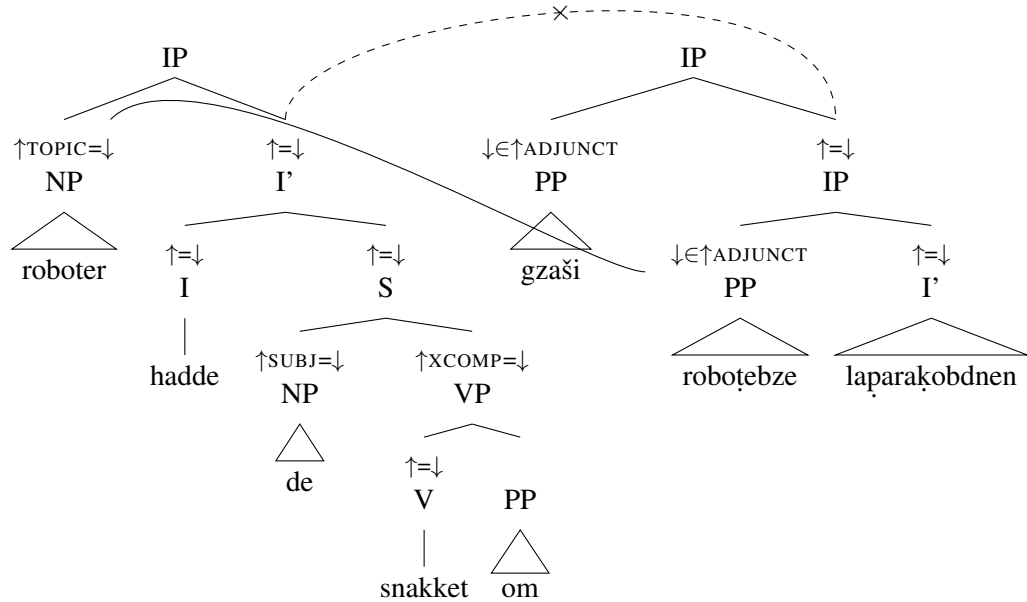 IP IP
↑TOPIC=↓ ↑=↓ ↓∈↑ADJUNCT ↑=↓
NP I' PP IP
roboter ↑=↓ ↑=↓ gzaši ↓∈↑ADJUNCT ↑=↓
I S PP I'
hadde ↑SUBJ=↓ ↑XCOMP=↓ roboṭebze laṗaraḳobdnen
NP VP
de ↑=↓
V PP
snakket om